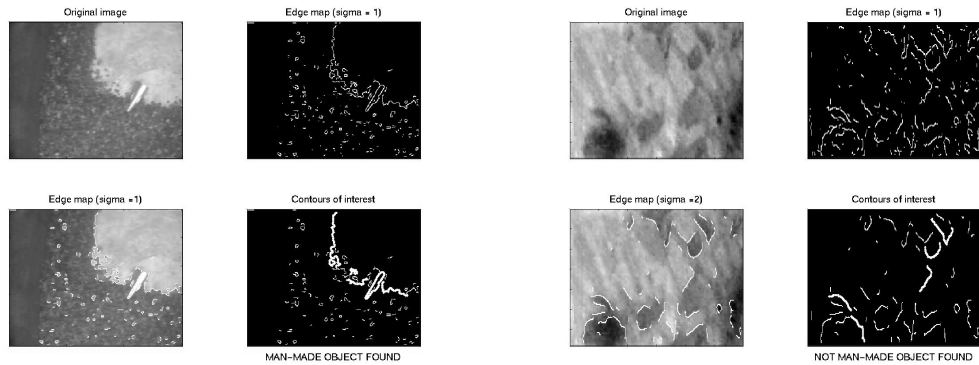 Original image
Edge map (sigma = 1)
Original image
Edge map (sigma = 1)
Edge map (sigma =1)
Contours of interest
Edge map (sigma =2)
Contours of interest
MAN-MADE OBJECT FOUND
NOT MAN-MADE OBJECT FOUND